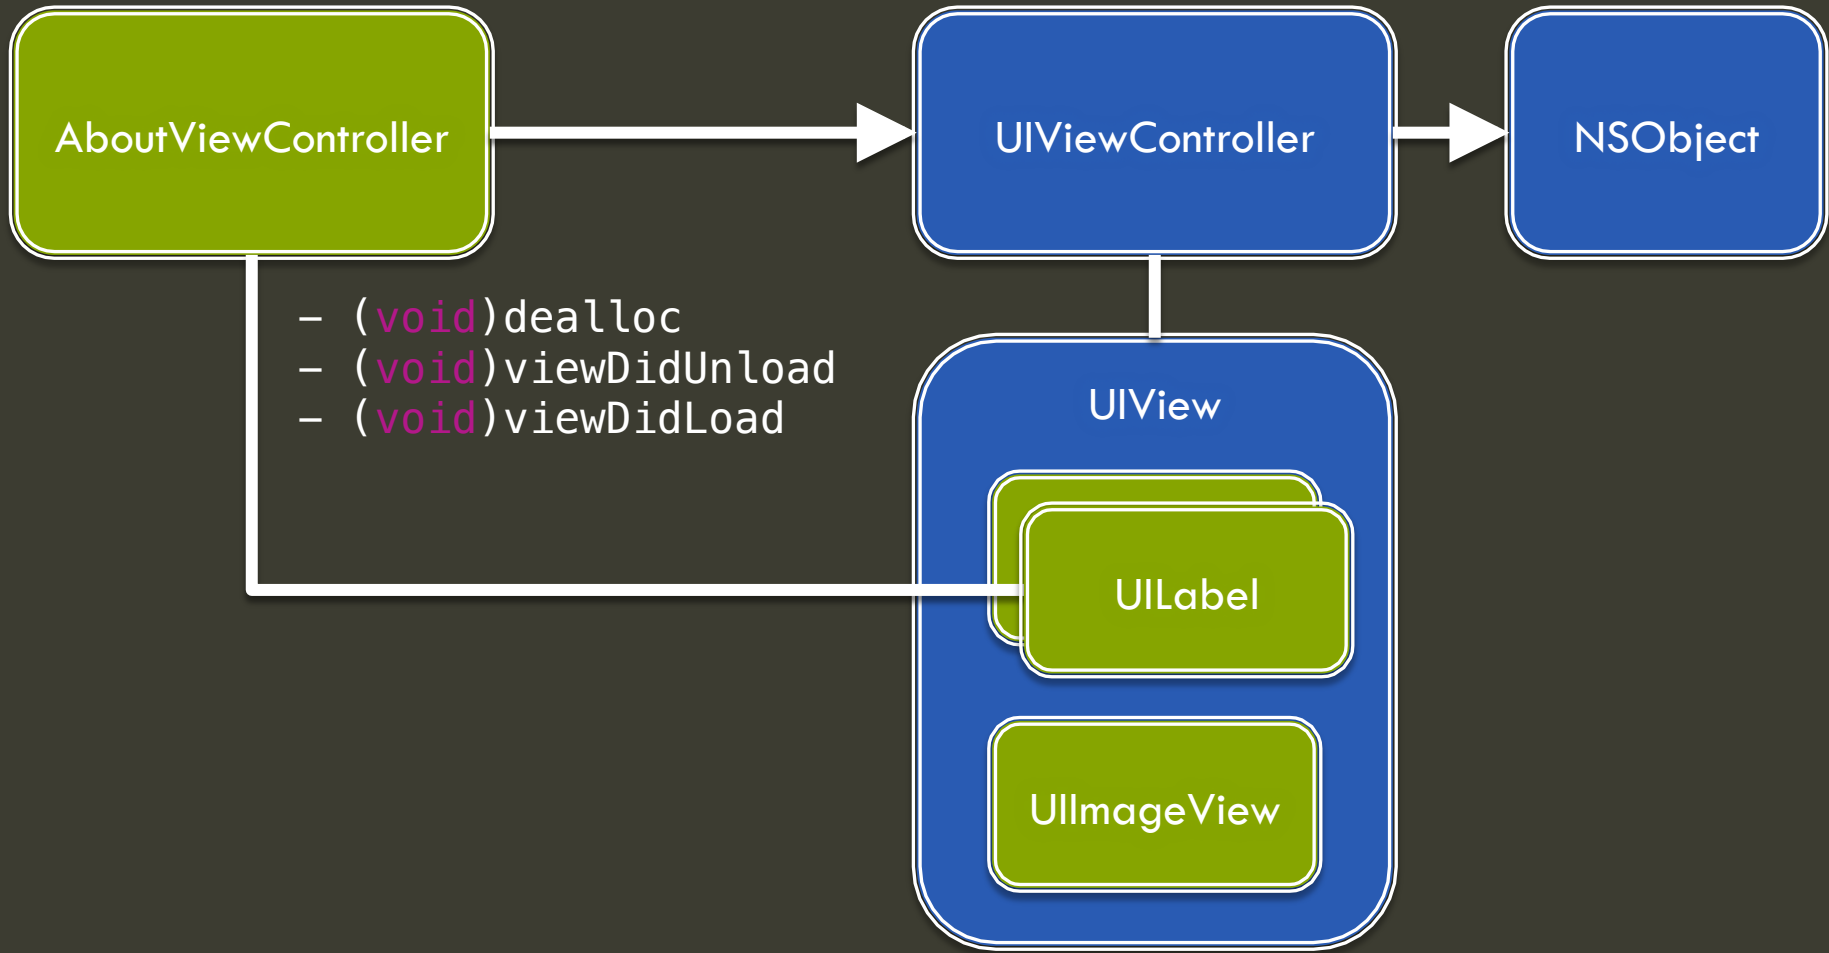 AboutViewController
UIViewController
NSObject
– (void)dealloc
– (void)viewDidUnload
– (void)viewDidLoad
UIView
UILabel
UIImageView